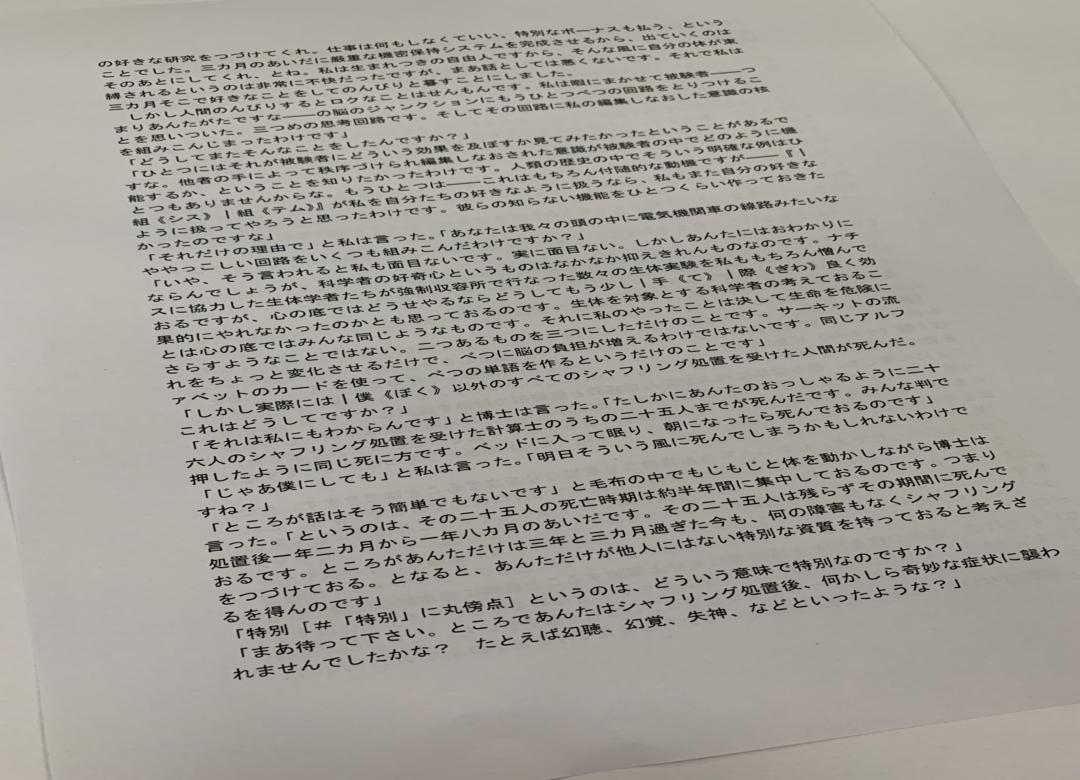 の好きな研究をつづけてくれ。仕事は何もしなくていい。特別なボーナスも払う、という
ことでした。三カ月のあいだに厳重な機密保持システムを完成させるから、出ていくのは
そのあとにしてくれ、とね。私は生まれつきの自由人ですから、そんな風に自分の体が束
縛されるというのは非常に不快だったですが、まあ話としては悪くないです。それで私は
三カ月そこで好きなことをしてのんびりと暮すことにしました。
　しかし人間のんびりするとロクなことはせんもんです。私は暇にまかせて被験者――つ
まりあんたがたですな――の脳のジャンクションにもうひとつべつの回路をとりつけるこ
とを思いついた。三つめの思考回路です。そしてその回路に私の編集しなおした意識の核
を組みこんじまったわけです」
「どうしてまたそんなことをしたんですか？」
「ひとつにはそれが被験者にどういう効果を及ぼすか見てみたかったということがあるで
すな。他者の手によって秩序づけられ編集しなおされた意識が被験者の中でどのように機
能するか、ということを知りたかったわけです。人類の歴史の中でそういう明確な例はひ
とつもありませんからな。もうひとつは――これはもちろん付随的な動機ですが――『｜
組《シス》｜組《テム》』が私を自分たちの好きなように扱うなら、私もまた自分の好きな
ように扱ってやろうと思ったわけです。彼らの知らない機能をひとつくらい作っておきた
かったのですな」
「それだけの理由で」と私は言った。「あなたは我々の頭の中に電気機関車の線路みたいな
ややっこしい回路をいくつも組みこんだわけですか？」
「いや、そう言われると私も面目ないです。実に面目ない。しかしあんたにはおわかりに
ならんでしょうが、科学者の好奇心というものはなかなか抑えきれんものなのです。ナチ
スに協力した生体学者たちが強制収容所で行なった数々の生体実験を私ももちろん憎んで
おるですが、心の底ではどうせやるならどうしてもう少し｜手《て》｜際《ぎわ》良く効
果的にやれなかったのかとも思っておるのです。生体を対象とする科学者の考えておるこ
とは心の底ではみんな同じようなものです。それに私のやったことは決して生命を危険に
さらすようなことではない。二つあるものを三つにしただけのことです。サーキットの流
れをちょっと変化させるだけで、べつに脳の負担が増えるわけではないです。同じアルフ
ァベットのカードを使って、べつの単語を作るというだけのことです」
「しかし実際には｜僕《ぼく》以外のすべてのシャフリング処置を受けた人間が死んだ。
これはどうしてですか？」
「それは私にもわからんです」と博士は言った。「たしかにあんたのおっしゃるように二十
六人のシャフリング処置を受けた計算士のうちの二十五人までが死んだです。みんな判で
押したように同じ死に方です。ベッドに入って眠り、朝になったら死んでおるのです」
「じゃあ僕にしても」と私は言った。「明日そういう風に死んでしまうかもしれないわけで
すね？」
「ところが話はそう簡単でもないです」と毛布の中でもじもじと体を動かしながら博士は
言った。「というのは、その二十五人の死亡時期は約半年間に集中しておるのです。つまり
処置後一年二カ月から一年八カ月のあいだです。その二十五人は残らずその期間に死んで
おるです。ところがあんただけは三年と三カ月過ぎた今も、何の障害もなくシャフリング
をつづけておる。となると、あんただけが他人にはない特別な資質を持っておると考えざ
るを得んのです」
「特別［＃「特別」に丸傍点］というのは、どういう意味で特別なのですか？」
「まあ待って下さい。ところであんたはシャフリング処置後、何かしら奇妙な症状に襲わ
れませんでしたかな？　たとえば幻聴、幻覚、失神、などといったような？」